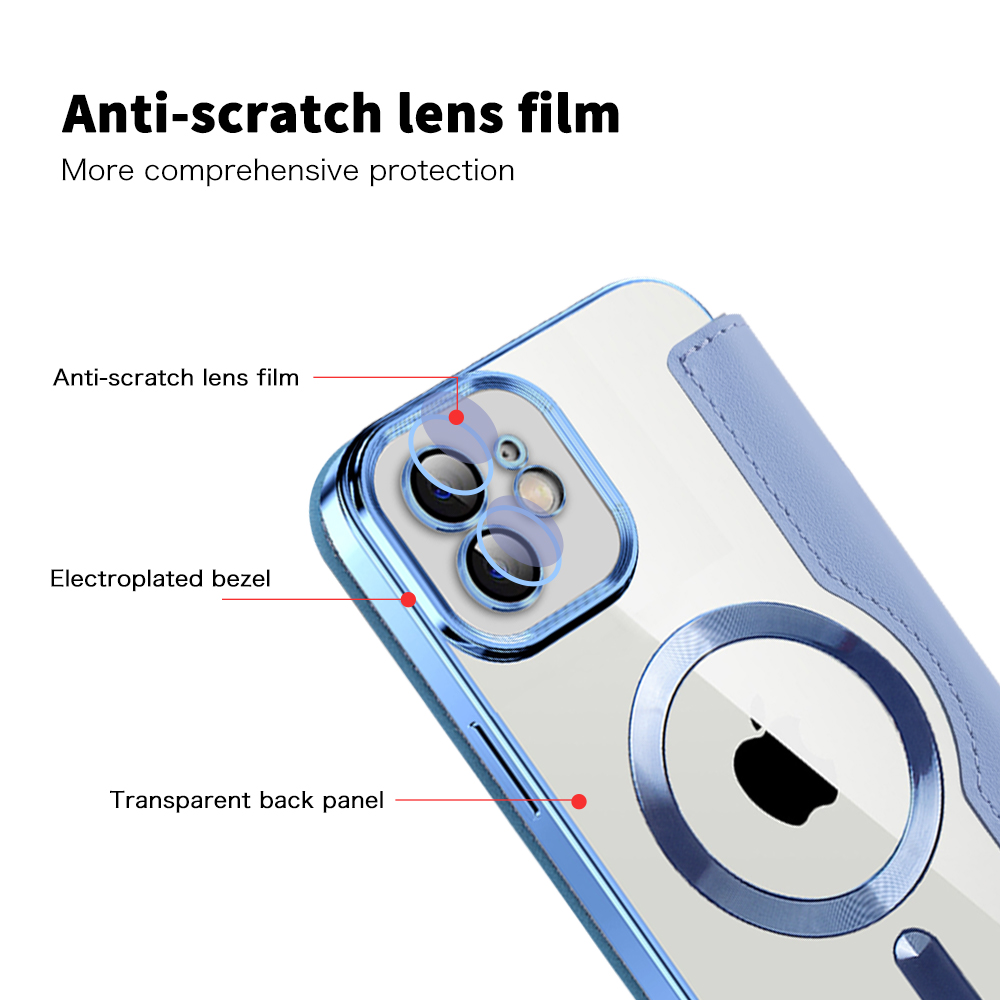 Anti-scratch lens film
More comprehensive protection
Anti-scratch lens film
Electroplated bezel
Transparent back panel